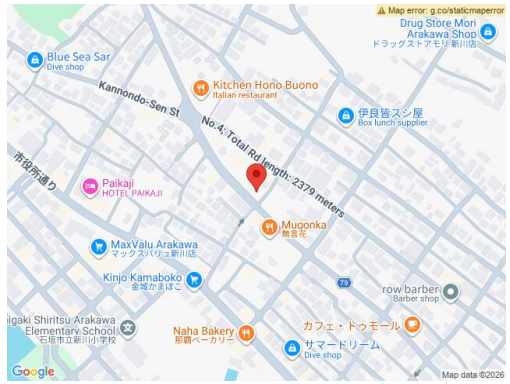 Map error: g.co/staticmaperror
Drug Store Mori
Arakawa Shop
ドラッグストアモリ 新川店
Blue Sea Sar
Dive shop
Kitchen Hono Buono
Italian restaurant
Kannondo-Sen St
伊良皆スシ屋
Box lunch supplier
No.4, Total Rd length: 2379 meters
市役所通り
Paikaji
HOTEL PAIKAJI
Mugonka
無言花
MaxValu Arakawa
マックスバリュ新川店
Kinjo Kamaboko
金城かまぼこ
79
row barber
Barber shop
igaki Shiritsu Arakawa
Elementary School
石垣市立新川小学校
Naha Bakery
那覇ベーカリー
カフェ・トゥモール
サマードリーム
Dive shop
Google
Map data ©2026